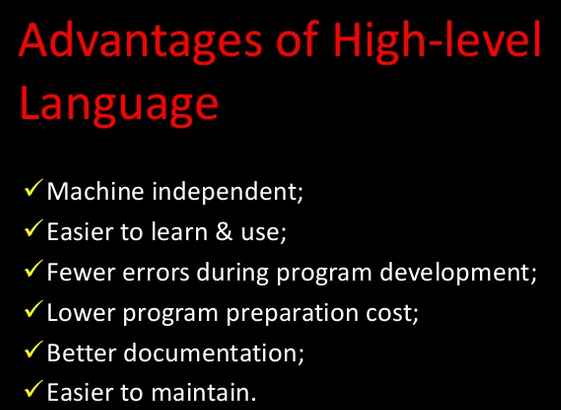 Advantages of High-level
Language
✓Machine independent;
✓Easier to learn & use;
✓Fewer errors during program development;
✓Lower program preparation cost;
✓Better documentation;
✓Easier to maintain.